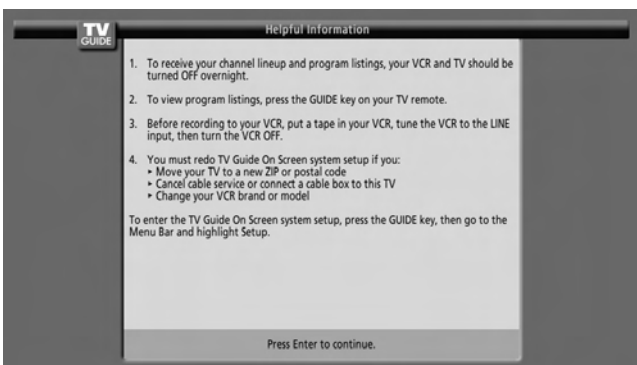 TV
GUIDE
Helpful Information
1. To receive your channel lineup and program listings, your VCR and TV should be
turned OFF overnight.
2. To view program listings, press the GUIDE key on your TV remote.
3. Before recording to your VCR, put a tape in your VCR, tune the VCR to the LINE
input, then turn the VCR OFF.
4. You must redo TV Guide On Screen system setup if you:
▸ Move your TV to a new ZIP or postal code
▸ Cancel cable service or connect a cable box to this TV
▸ Change your VCR brand or model
To enter the TV Guide On Screen system setup, press the GUIDE key, then go to the
Menu Bar and highlight Setup.
Press Enter to continue.